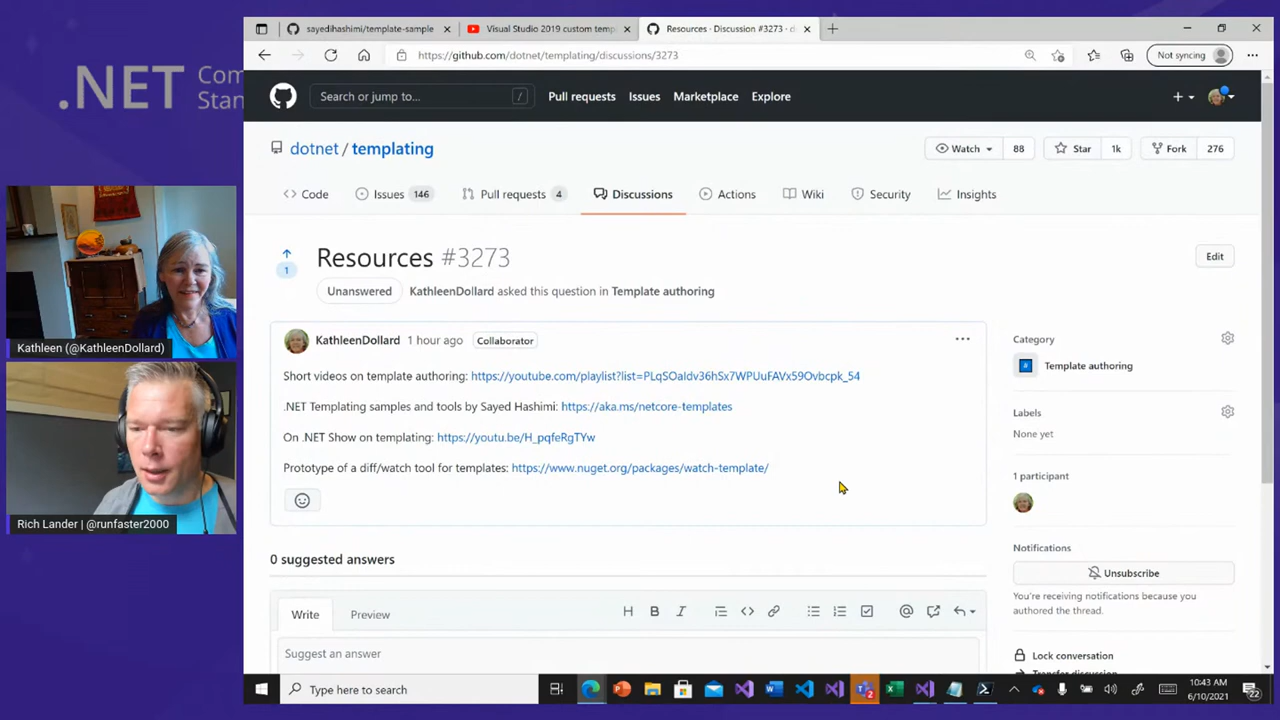 .NET Com
Stan
sayedihashimi/template-sample
Visual Studio 2019 custom temp
Resources · Discussion #3273 · d
https://github.com/dotnet/templating/discussions/3273
Not syncing
Search or jump to...
/
Pull requests
Issues
Marketplace
Explore
dotnet / templating
Watch
88
Star
1k
Fork
276
Code
Issues 146
Pull requests 4
Discussions
Actions
Wiki
Security
Insights
1
Resources #3273
Edit
Unanswered
KathleenDollard asked this question in Template authoring
KathleenDollard 1 hour ago Collaborator
Short videos on template authoring: https://youtube.com/playlist?list=PLqSOaIdv36hSx7WPUuFAVx59Ovbcpk_54
.NET Templating samples and tools by Sayed Hashimi: https://aka.ms/netcore-templates
On .NET Show on templating: https://youtu.be/H_pqfeRgTYw
Prototype of a diff/watch tool for templates: https://www.nuget.org/packages/watch-template/
Category
Template authoring
Labels
None yet
1 participant
Notifications
Unsubscribe
You're receiving notifications because you
authored the thread.
Lock conversation
Transfer discussion
0 suggested answers
Write
Preview
H
B
I
Suggest an answer
Kathleen (@KathleenDollard)
Rich Lander | @runfaster2000
Type here to search
2
10:43 AM
6/10/2021
22